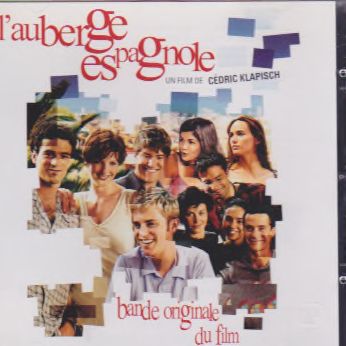 l'auberge
espagnole
UN FILM DE CÉDRIC KLAPISCH
bande originale
du film